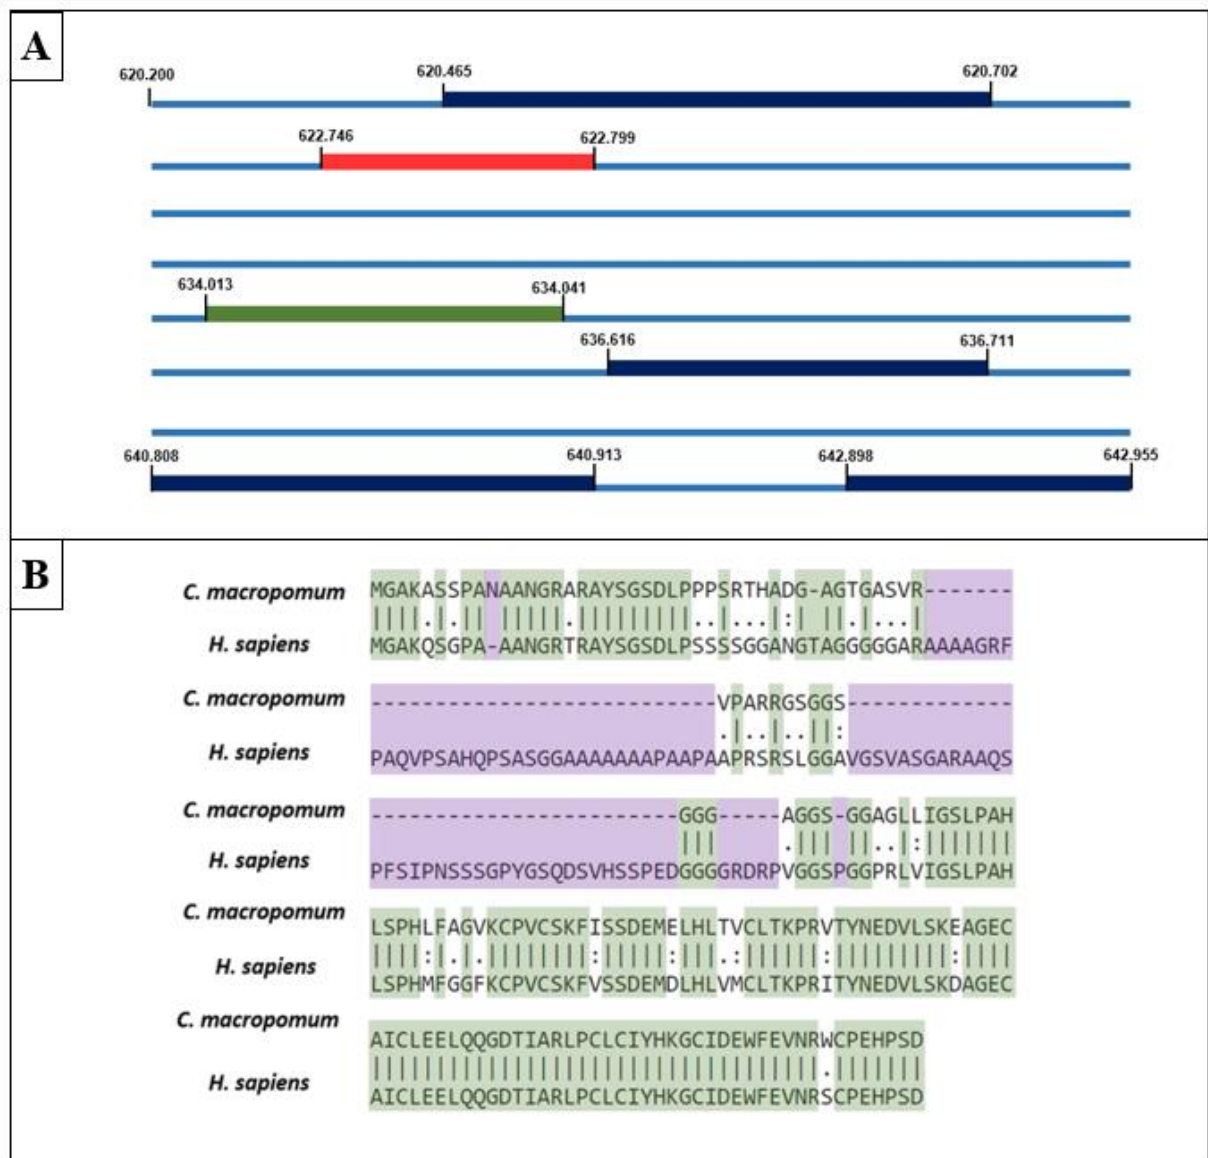 A
620.200 620.465 620.702
622.746 622.799
634.013 634.041
636.616 636.711
640.808 640.913 642.898 642.955
B
C. macropomum MGAKASSPANAANGRARAYSGSDLPPPSRTHADG-AGTGASVR-------
||||.|.|| |||||.|||||||||..|...|:| ||.|...|
H. sapiens MGAKQSGPA-AANGRTRAYSGSDLPSSSSGGANGTAGGGGGARAAAAGRF
C. macropomum ---------------------------VPARRGSGGS-------------
.|..|..||:
H. sapiens PAQVPSAHQPSASGGAAAAAAAPAAPAAPRSRSLGGAVGSVASGARAAQS
C. macropomum ------------------------GGG-----AGGS-GGAGLLIGSLPAH
||| .||| ||..|:|||||||
H. sapiens PFSIPNSSSGPYGSQDSVHSSPEDGGGGRDRPVGGSPGGPRLVIGSLPAH
C. macropomum LSPHLFAGVKCPVCSKFISSDEMELHLTVCLTKPRVTYNEDVLSKEAGEC
||||:|.|.||||||||:|||||:|||.:||||||:|||||||||:||||
H. sapiens LSPHMFGGFKCPVCSKFVSSDEMDLHLVMCLTKPRITYNEDVLSKDAGEC
C. macropomum AICLEELQQGDTIARLPCLCIYHKGCIDEWFEVNRWCPEHPSD
|||||||||||||||||||||||||||||||||||.|||||||
H. sapiens AICLEELQQGDTIARLPCLCIYHKGCIDEWFEVNRSCPEHPSD